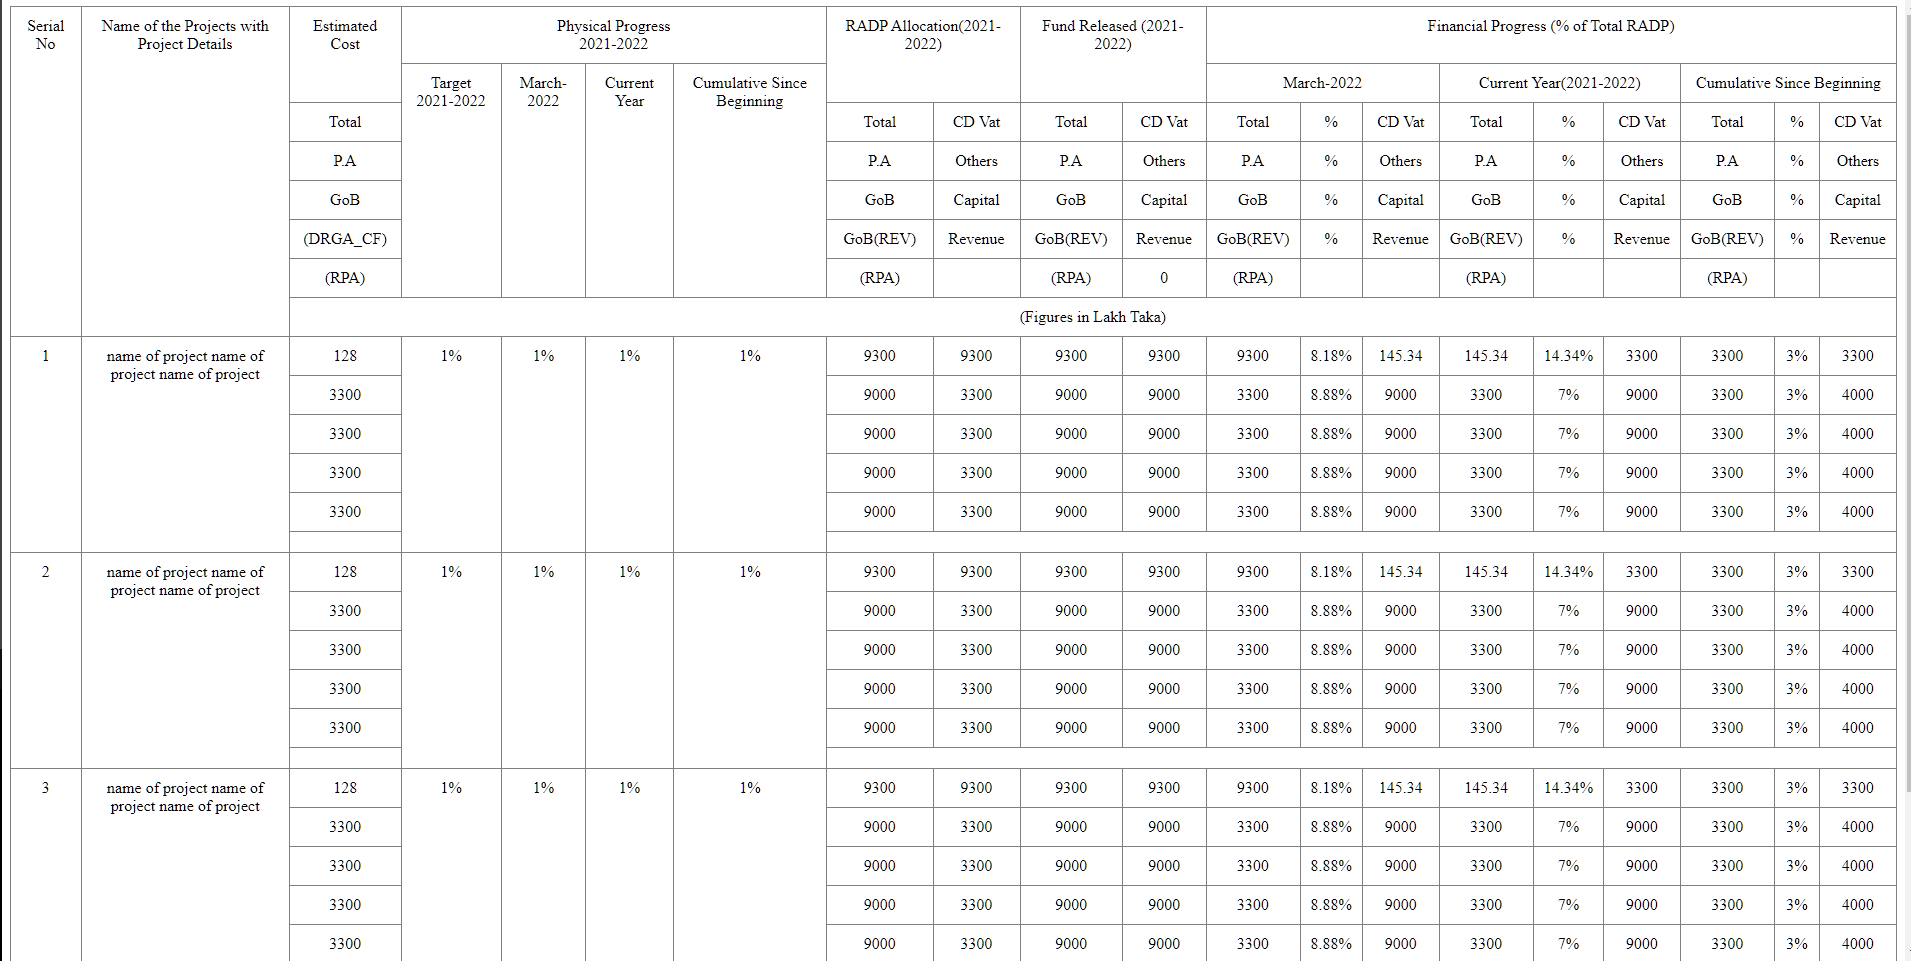 Serial No	Name of the Projects with Project Details	Estimated Cost	Physical Progress 2021-2022	RADP Allocation(2021-2022)	Fund Released (2021-2022)	Financial Progress (% of Total RADP)
Target 2021-2022	March-2022	Current Year	Cumulative Since Beginning	March-2022	Current Year(2021-2022)	Cumulative Since Beginning
Total	Total	CD Vat	Total	CD Vat	Total	%	CD Vat	Total	%	CD Vat	Total	%	CD Vat
P.A	P.A	Others	P.A	Others	P.A	%	Others	P.A	%	Others	P.A	%	Others
GoB	GoB	Capital	GoB	Capital	GoB	%	Capital	GoB	%	Capital	GoB	%	Capital
(DRGA_CF)	GoB(REV)	Revenue	GoB(REV)	Revenue	GoB(REV)	%	Revenue	GoB(REV)	%	Revenue	GoB(REV)	%	Revenue
(RPA)	(RPA)	(RPA)	0	(RPA)	(RPA)	(RPA)
(Figures in Lakh Taka)
1	name of project name of project name of project	128	1%	1%	1%	1%	9300	9300	9300	9300	9300	8.18%	145.34	145.34	14.34%	3300	3300	3%	3300
3300	9000	3300	9000	9000	3300	8.88%	9000	3300	7%	9000	3300	3%	4000
3300	9000	3300	9000	9000	3300	8.88%	9000	3300	7%	9000	3300	3%	4000
3300	9000	3300	9000	9000	3300	8.88%	9000	3300	7%	9000	3300	3%	4000
3300	9000	3300	9000	9000	3300	8.88%	9000	3300	7%	9000	3300	3%	4000
2	name of project name of project name of project	128	1%	1%	1%	1%	9300	9300	9300	9300	9300	8.18%	145.34	145.34	14.34%	3300	3300	3%	3300
3300	9000	3300	9000	9000	3300	8.88%	9000	3300	7%	9000	3300	3%	4000
3300	9000	3300	9000	9000	3300	8.88%	9000	3300	7%	9000	3300	3%	4000
3300	9000	3300	9000	9000	3300	8.88%	9000	3300	7%	9000	3300	3%	4000
3300	9000	3300	9000	9000	3300	8.88%	9000	3300	7%	9000	3300	3%	4000
3	name of project name of project name of project	128	1%	1%	1%	1%	9300	9300	9300	9300	9300	8.18%	145.34	145.34	14.34%	3300	3300	3%	3300
3300	9000	3300	9000	9000	3300	8.88%	9000	3300	7%	9000	3300	3%	4000
3300	9000	3300	9000	9000	3300	8.88%	9000	3300	7%	9000	3300	3%	4000
3300	9000	3300	9000	9000	3300	8.88%	9000	3300	7%	9000	3300	3%	4000
3300	9000	3300	9000	9000	3300	8.88%	9000	3300	7%	9000	3300	3%	4000